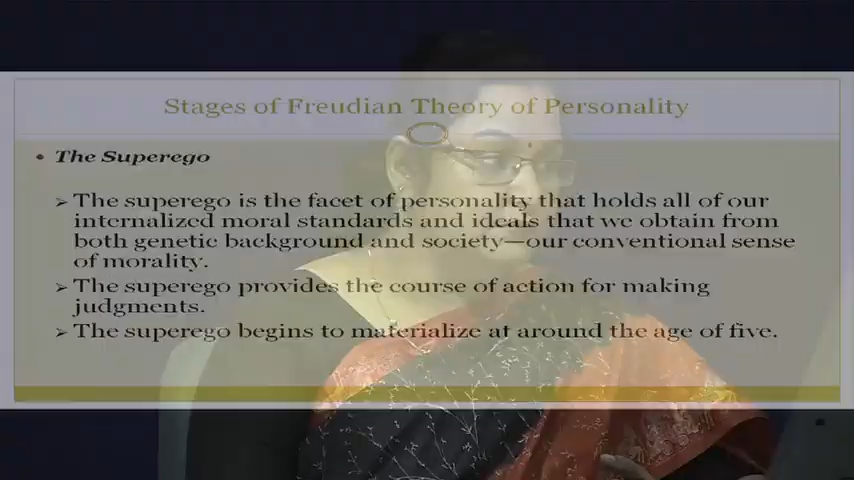 Stages of Freudian Theory of Personality
• The Superego
➢ The superego is the facet of personality that holds all of our
internalized moral standards and ideals that we obtain from
both genetic background and society—our conventional sense
of morality.
➢ The superego provides the course of action for making
judgments.
➢ The superego begins to materialize at around the age of five.